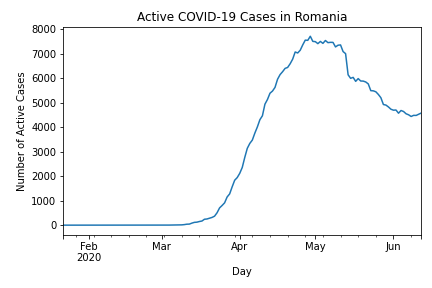 Active COVID-19 Cases in Romania
8000
7000
6000
5000
4000
3000
2000
1000
0
Number of Active Cases
Feb Mar Apr May Jun
2020
Day